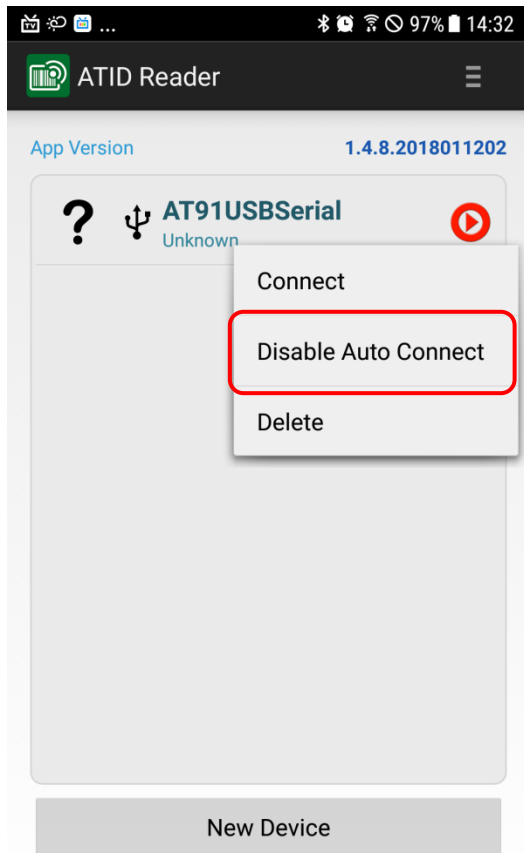 ... 97% 14:32
ATID Reader
App Version 1.4.8.2018011202
? AT91USBSerial
Unknown
Connect
Disable Auto Connect
Delete
New Device